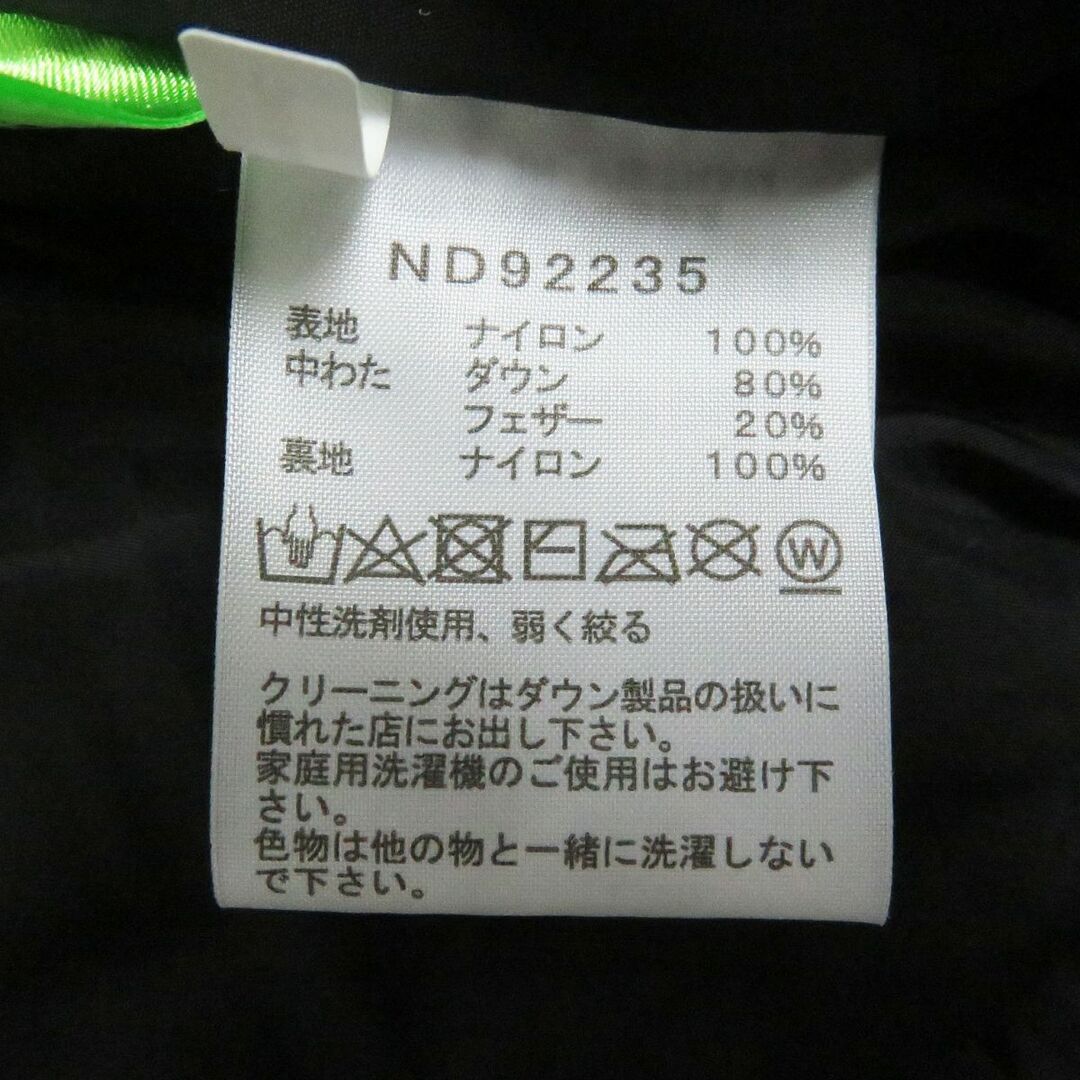 ND92235
表地 ナイロン 100%
中わた ダウン 80%
フェザー 20%
裏地 ナイロン 100%
W
中性洗剤使用、弱く絞る
クリーニングはダウン製品の扱いに
慣れた店にお出し下さい。
家庭用洗濯機のご使用はお避け下
さい。
色物は他の物と一緒に洗濯しない
で下さい。